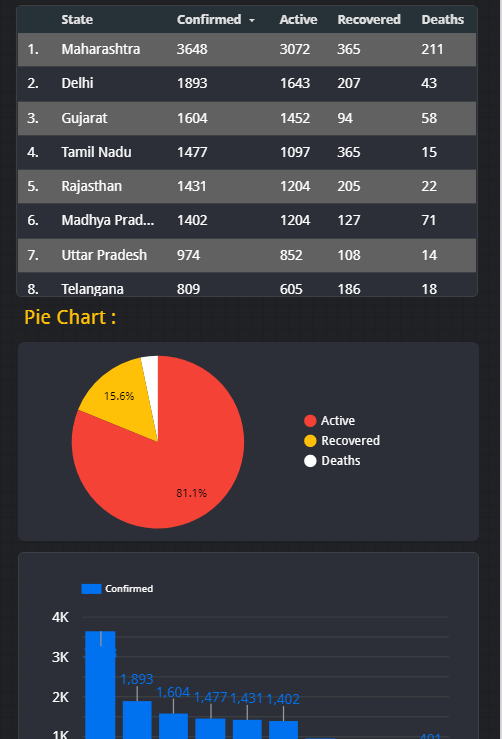 State Confirmed Active Recovered Deaths
1. Maharashtra 3648 3072 365 211
2. Delhi 1893 1643 207 43
3. Gujarat 1604 1452 94 58
4. Tamil Nadu 1477 1097 365 15
5. Rajasthan 1431 1204 205 22
6. Madhya Prad... 1402 1204 127 71
7. Uttar Pradesh 974 852 108 14
8. Telangana 809 605 186 18
Pie Chart :
15.6%
81.1%
Active
Recovered
Deaths
Confirmed
4K
3K
1,893
2K 1,604 1,477 1,431 1,402
1K